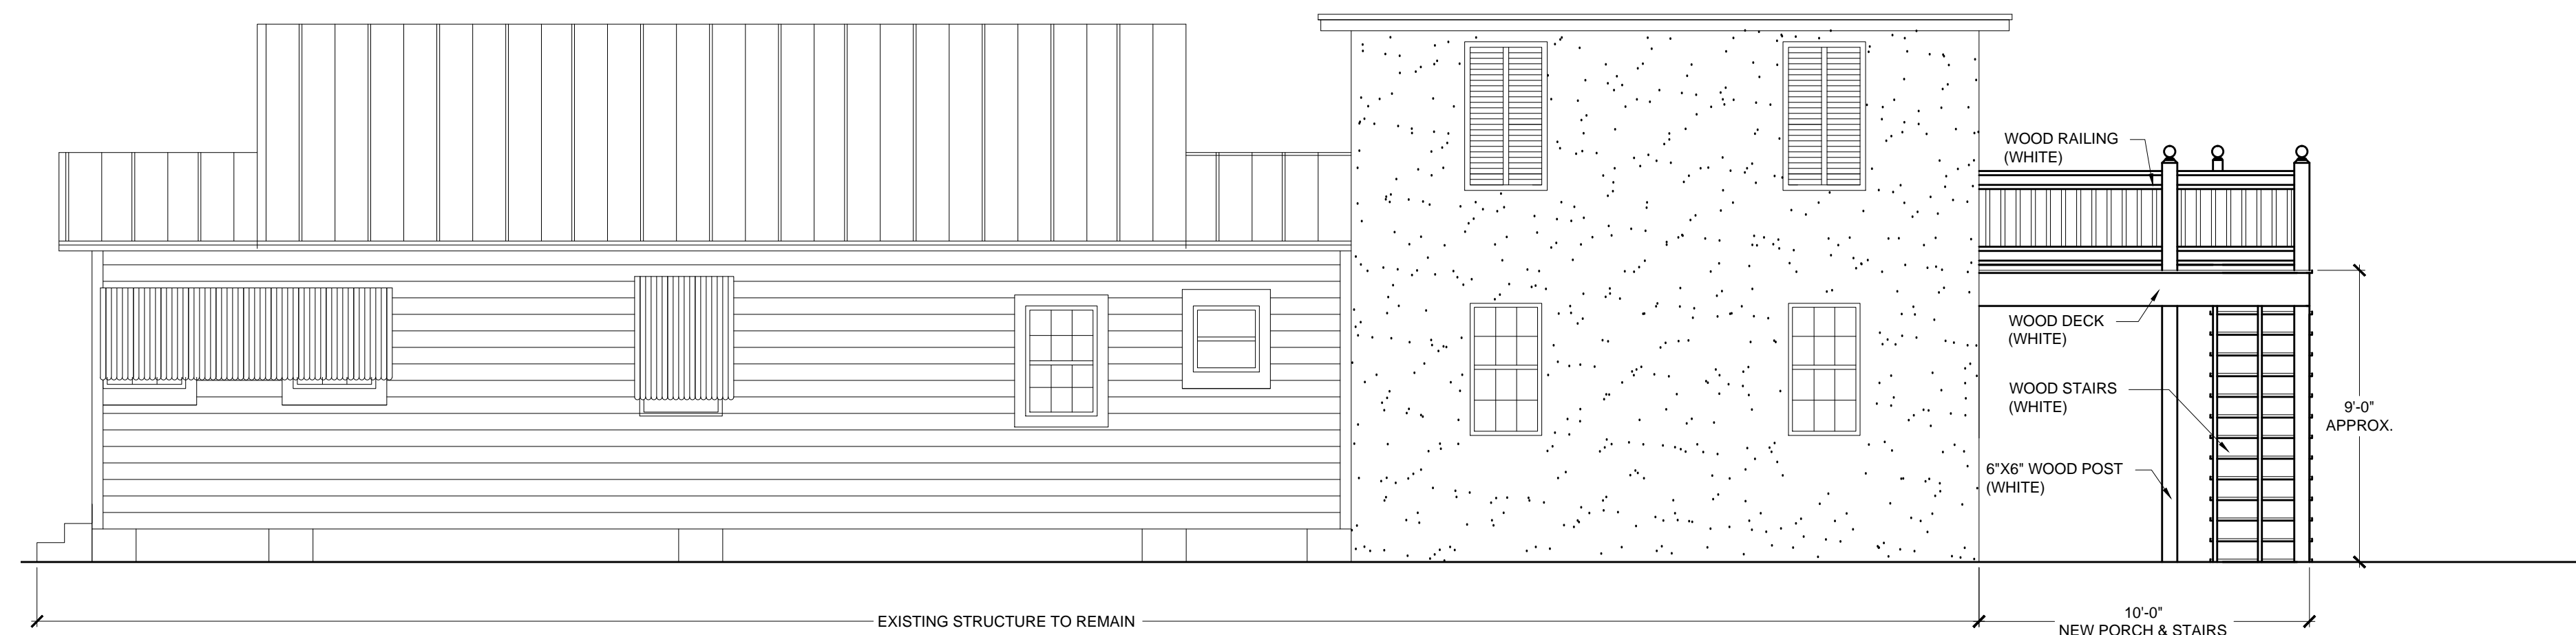 WOOD RAILING
(WHITE)
WOOD DECK
(WHITE)
WOOD STAIRS
(WHITE)
6"X6" WOOD POST
(WHITE)
9'-0"
APPROX.
EXISTING STRUCTURE TO REMAIN
10'-0"
NEW PORCH & STAIRS